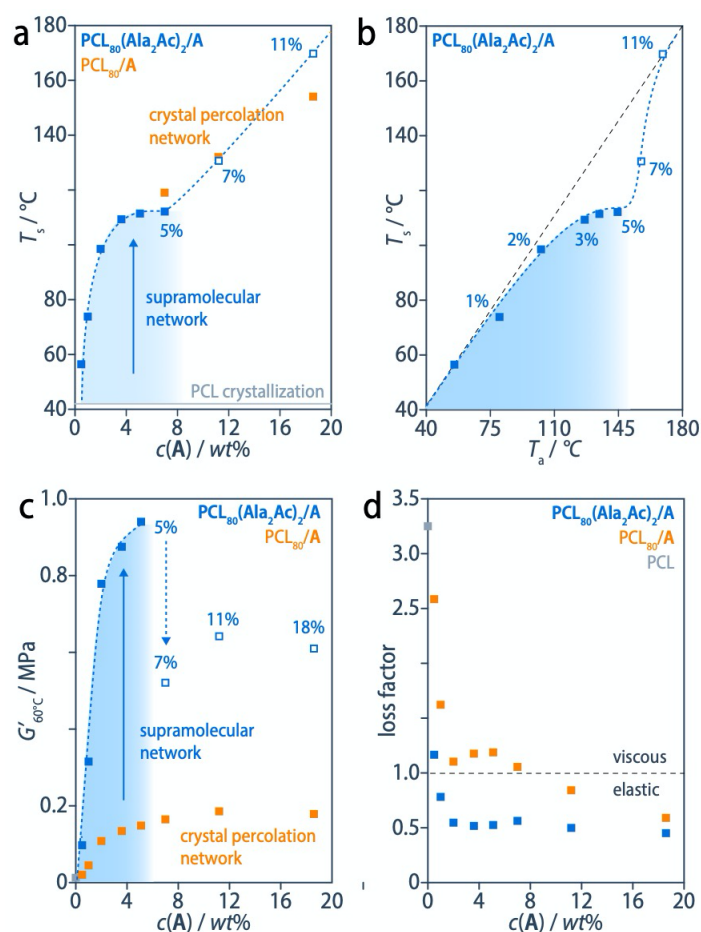 a
PCL₈₀(Ala₂Ac)₂/A
PCL₈₀/A
180
160
140
80
60
40
Tₛ / °C
11%
crystal percolation
network
7%
5%
supramolecular
network
PCL crystallization
0 4 8 12 16 20
c(A) / wt%
b
PCL₈₀(Ala₂Ac)₂/A
180
160
140
80
60
40
Tₛ / °C
11%
7%
5%
3%
2%
1%
40 75 110 145 180
Tₐ / °C
c
PCL₈₀(Ala₂Ac)₂/A
PCL₈₀/A
1.0
0.8
0.2
0
G′₆₀°C / MPa
5%
11%
18%
7%
supramolecular
network
crystal percolation
network
0 4 8 12 16 20
c(A) / wt%
d
PCL₈₀(Ala₂Ac)₂/A
PCL₈₀/A
PCL
3.5
3.0
2.5
1.0
0.5
0
loss factor
viscous
elastic
0 4 8 12 16 20
c(A) / wt%